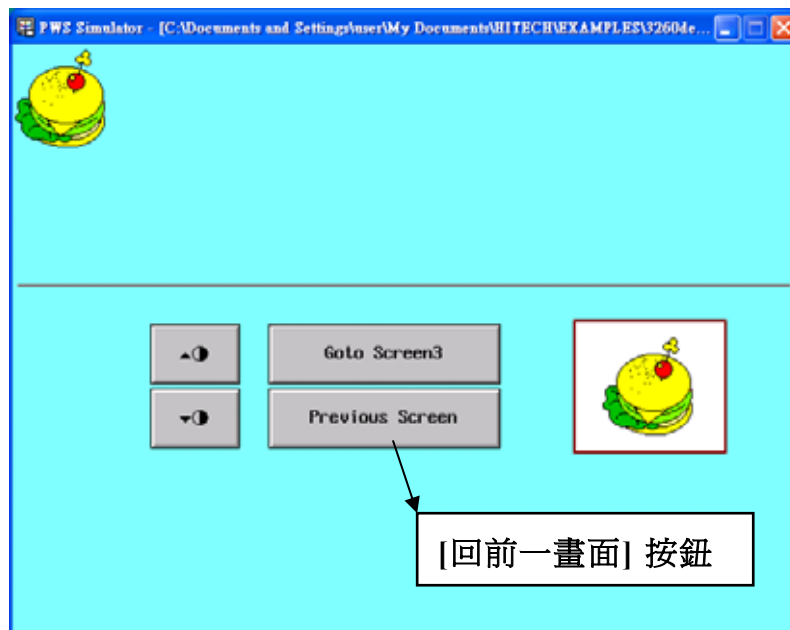 PWS Simulator - [C:\Documents and Settings\user\My Documents\HITECH\EXAMPLES\3260de...
Goto Screen3
Previous Screen
[回前一畫面] 按鈕